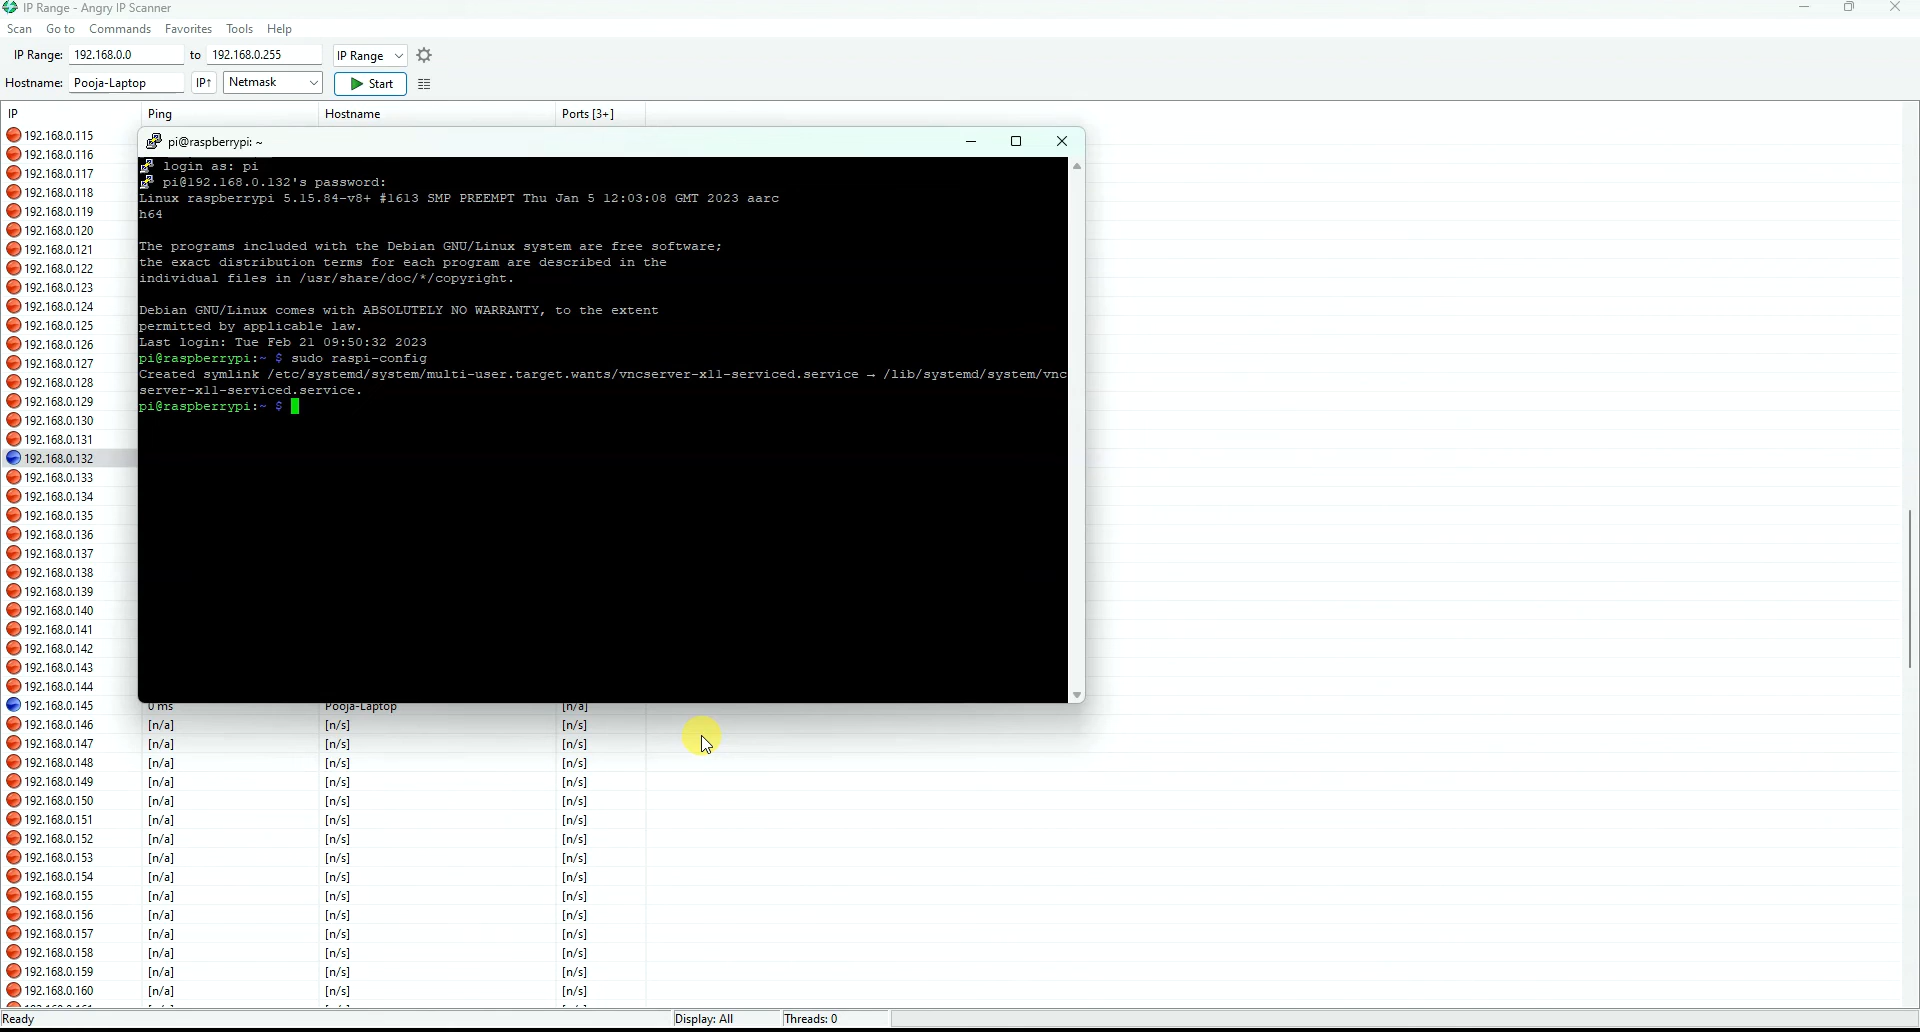 IP Range - Angry IP Scanner
Scan Go to Commands Favorites Tools Help
IP Range: 192.168.0.0 to 192.168.0.255 IP Range
Hostname: Pooja-Laptop IP↑ Netmask Start
IP Ping Hostname Ports [3+]
192.168.0.115
192.168.0.116
192.168.0.117
192.168.0.118
192.168.0.119
192.168.0.120
192.168.0.121
192.168.0.122
192.168.0.123
192.168.0.124
192.168.0.125
192.168.0.126
192.168.0.127
192.168.0.128
192.168.0.129
192.168.0.130
192.168.0.131
192.168.0.132
192.168.0.133
192.168.0.134
192.168.0.135
192.168.0.136
192.168.0.137
192.168.0.138
192.168.0.139
192.168.0.140
192.168.0.141
192.168.0.142
192.168.0.143
192.168.0.144
pi@raspberrypi: ~
login as: pi
pi@192.168.0.132's password:
Linux raspberrypi 5.15.84-v8+ #1613 SMP PREEMPT Thu Jan 5 12:03:08 GMT 2023 aarc
h64
The programs included with the Debian GNU/Linux system are free software;
the exact distribution terms for each program are described in the
individual files in /usr/share/doc/*/copyright.
Debian GNU/Linux comes with ABSOLUTELY NO WARRANTY, to the extent
permitted by applicable law.
Last login: Tue Feb 21 09:50:32 2023
pi@raspberrypi:~ $ sudo raspi-config
Created symlink /etc/systemd/system/multi-user.target.wants/vncserver-x11-serviced.service → /lib/systemd/system/vnc
server-x11-serviced.service.
pi@raspberrypi:~ $
192.168.0.145 0 ms Pooja-Laptop [n/a]
192.168.0.146 [n/a] [n/s] [n/s]
192.168.0.147 [n/a] [n/s] [n/s]
192.168.0.148 [n/a] [n/s] [n/s]
192.168.0.149 [n/a] [n/s] [n/s]
192.168.0.150 [n/a] [n/s] [n/s]
192.168.0.151 [n/a] [n/s] [n/s]
192.168.0.152 [n/a] [n/s] [n/s]
192.168.0.153 [n/a] [n/s] [n/s]
192.168.0.154 [n/a] [n/s] [n/s]
192.168.0.155 [n/a] [n/s] [n/s]
192.168.0.156 [n/a] [n/s] [n/s]
192.168.0.157 [n/a] [n/s] [n/s]
192.168.0.158 [n/a] [n/s] [n/s]
192.168.0.159 [n/a] [n/s] [n/s]
192.168.0.160 [n/a] [n/s] [n/s]
Ready Display: All Threads: 0